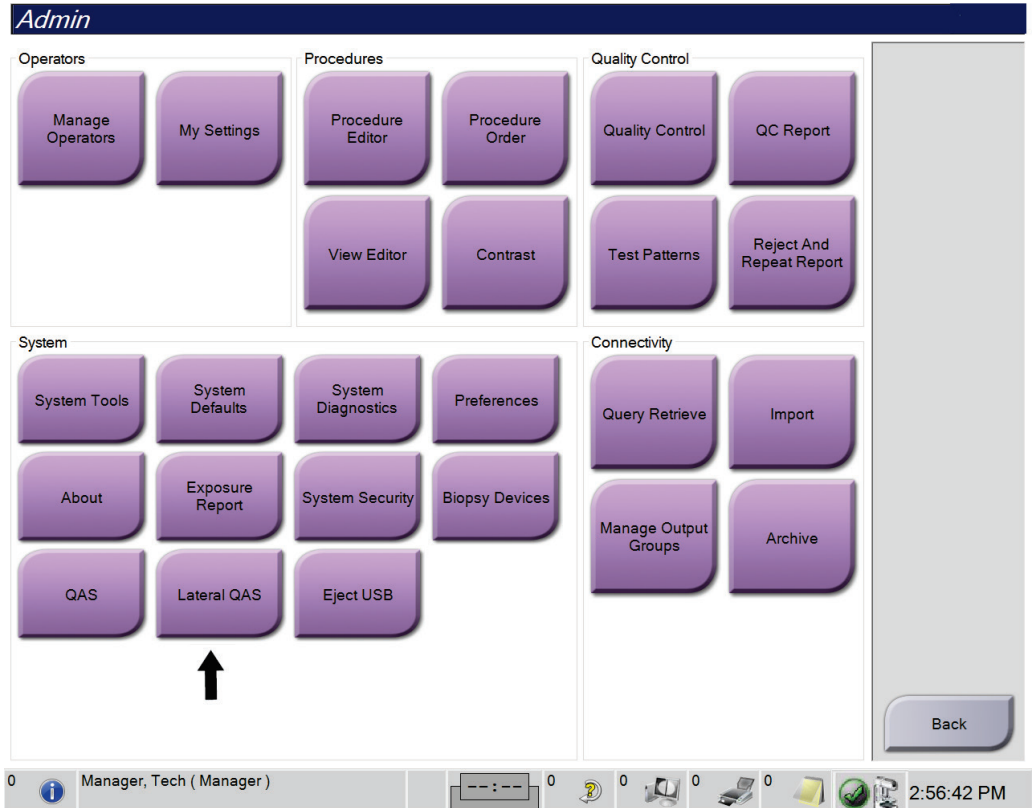 Admin
Operators
Manage
Operators
My Settings
Procedures
Procedure
Editor
Procedure
Order
View Editor
Contrast
Quality Control
Quality Control
QC Report
Test Patterns
Reject And
Repeat Report
System
System Tools
System
Defaults
System
Diagnostics
Preferences
About
Exposure
Report
System Security
Biopsy Devices
QAS
Lateral QAS
Eject USB
Connectivity
Query Retrieve
Import
Manage Output
Groups
Archive
Back
0
Manager, Tech ( Manager )
--:--
0
0
0
0
2:56:42 PM